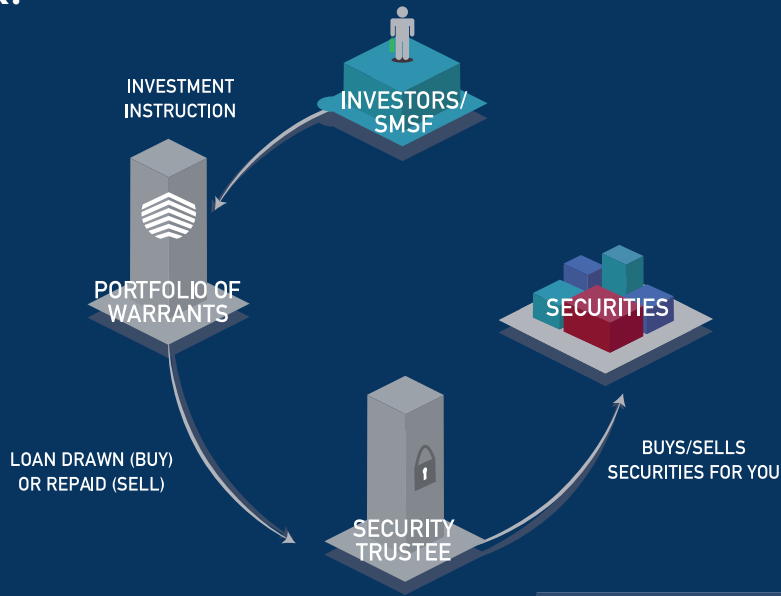 INVESTMENT
INSTRUCTION
INVESTORS/
SMSF
PORTFOLIO OF
WARRANTS
SECURITIES
LOAN DRAWN (BUY)
OR REPAID (SELL)
BUYS/SELLS
SECURITIES FOR YOU
SECURITY
TRUSTEE